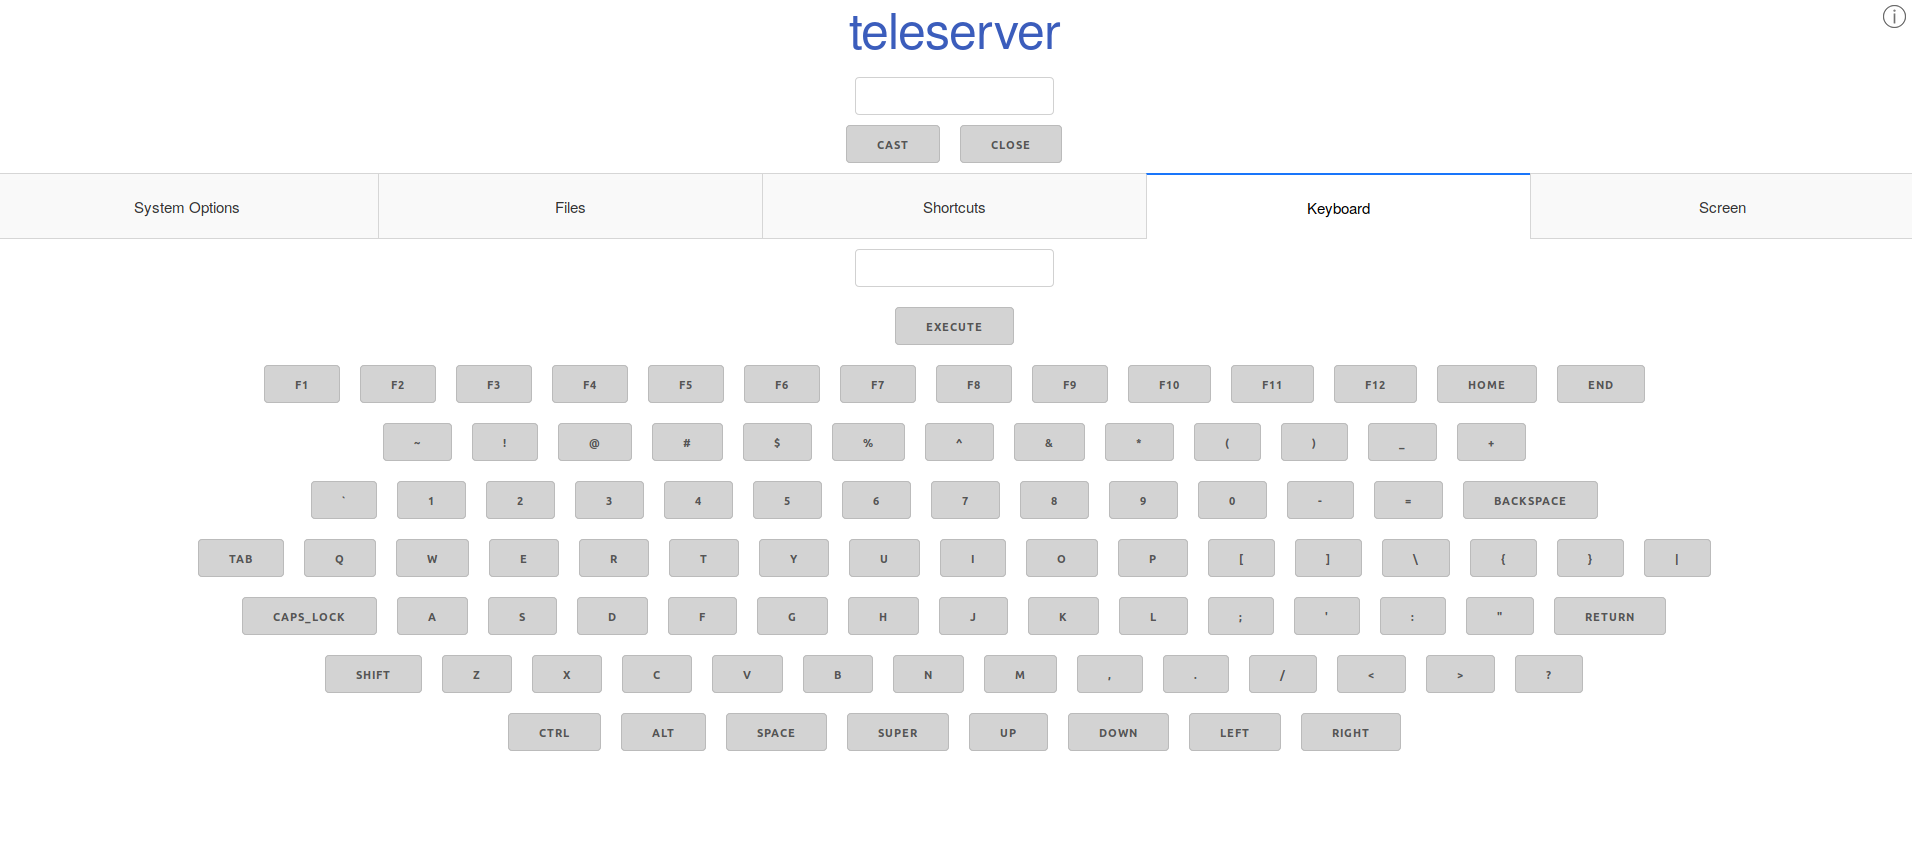 teleserver
CAST CLOSE
System Options Files Shortcuts Keyboard Screen
EXECUTE
F1 F2 F3 F4 F5 F6 F7 F8 F9 F10 F11 F12 HOME END
~ ! @ # $ % ^ & * ( ) _ +
` 1 2 3 4 5 6 7 8 9 0 - = BACKSPACE
TAB Q W E R T Y U I O P [ ] \ { } |
CAPS_LOCK A S D F G H J K L ; ' : " RETURN
SHIFT Z X C V B N M , . / < > ?
CTRL ALT SPACE SUPER UP DOWN LEFT RIGHT